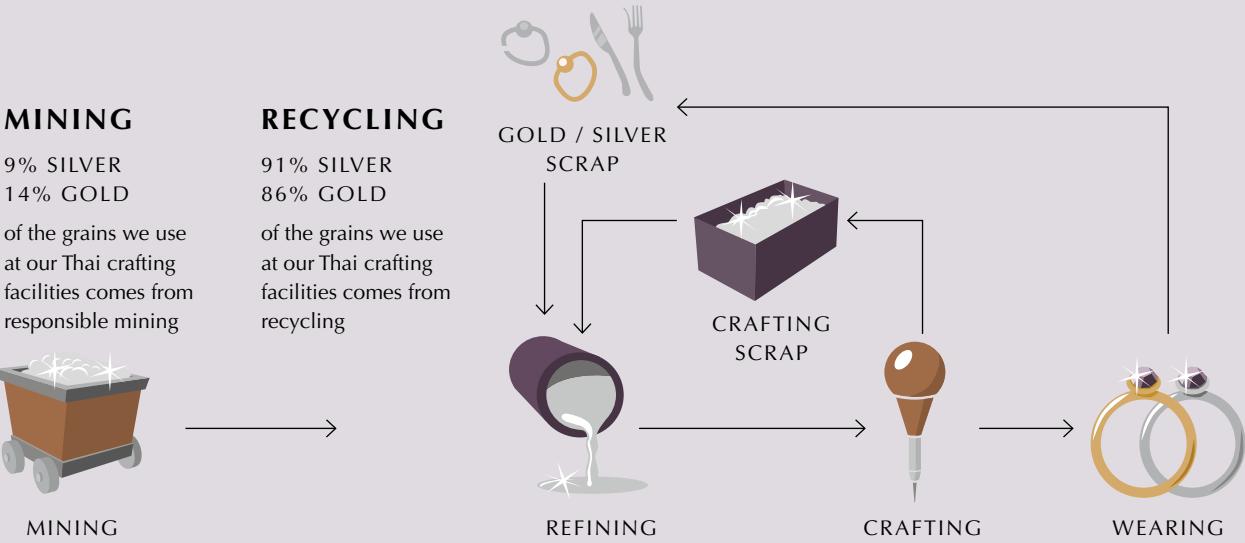 MINING
9% SILVER
14% GOLD
of the grains we use
at our Thai crafting
facilities comes from
responsible mining
RECYCLING
91% SILVER
86% GOLD
of the grains we use
at our Thai crafting
facilities comes from
recycling
GOLD / SILVER
SCRAP
CRAFTING
SCRAP
MINING
REFINING
CRAFTING
WEARING